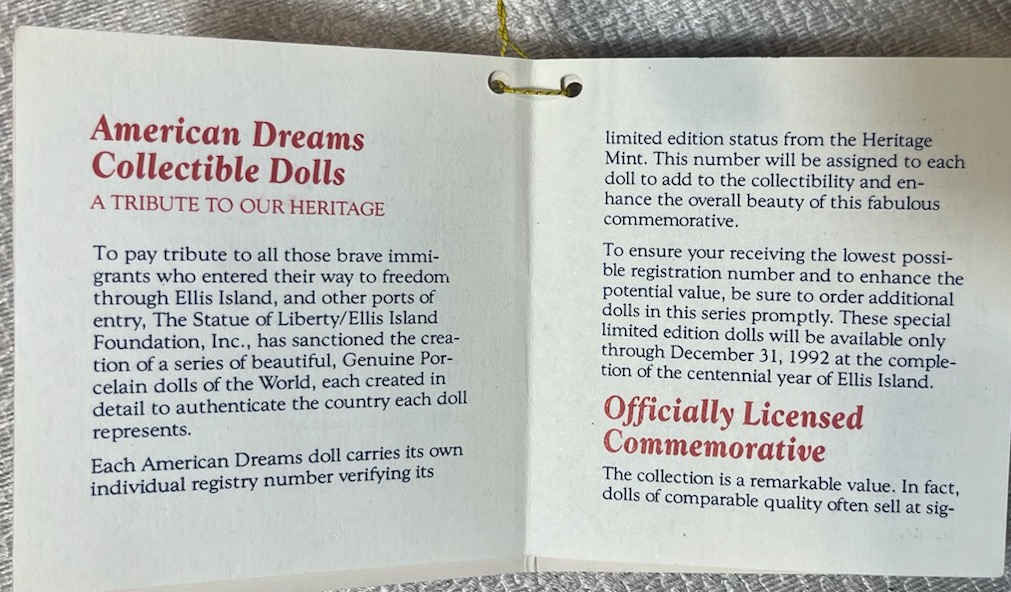 American Dreams
Collectible Dolls
A TRIBUTE TO OUR HERITAGE
To pay tribute to all those brave immi-
grants who entered their way to freedom
through Ellis Island, and other ports of
entry, The Statue of Liberty/Ellis Island
Foundation, Inc., has sanctioned the crea-
tion of a series of beautiful, Genuine Por-
celain dolls of the World, each created in
detail to authenticate the country each doll
represents.
Each American Dreams doll carries its own
individual registry number verifying its
limited edition status from the Heritage
Mint. This number will be assigned to each
doll to add to the collectibility and en-
hance the overall beauty of this fabulous
commemorative.
To ensure your receiving the lowest possi-
ble registration number and to enhance the
potential value, be sure to order additional
dolls in this series promptly. These special
limited edition dolls will be available only
through December 31, 1992 at the comple-
tion of the centennial year of Ellis Island.
Officially Licensed
Commemorative
The collection is a remarkable value. In fact,
dolls of comparable quality often sell at sig-